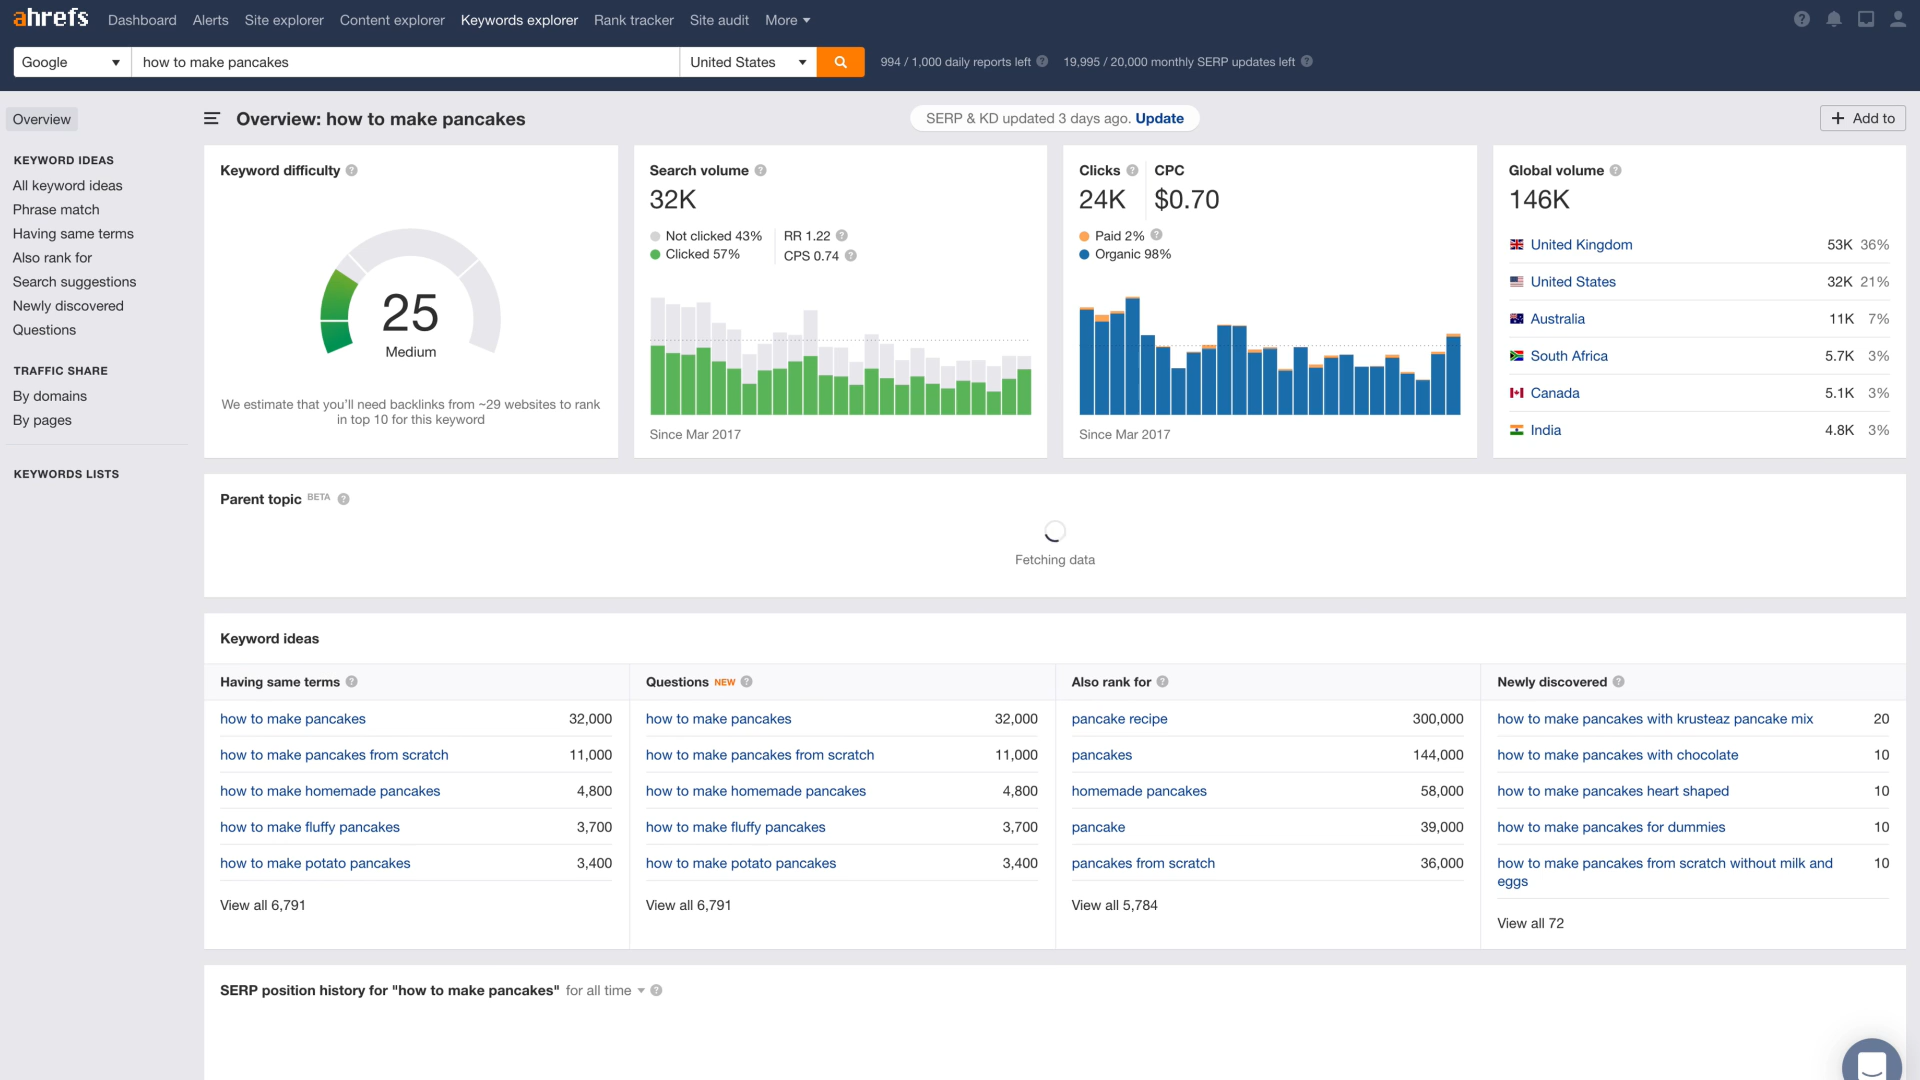 ahrefs Dashboard Alerts Site explorer Content explorer Keywords explorer Rank tracker Site audit More
Google how to make pancakes United States 994 / 1,000 daily reports left 19,995 / 20,000 monthly SERP updates left
Overview
KEYWORD IDEAS
All keyword ideas
Phrase match
Having same terms
Also rank for
Search suggestions
Newly discovered
Questions
TRAFFIC SHARE
By domains
By pages
KEYWORDS LISTS
Overview: how to make pancakes
SERP & KD updated 3 days ago. Update
+ Add to
Keyword difficulty
25
Medium
We estimate that you'll need backlinks from ~29 websites to rank
in top 10 for this keyword
Search volume
32K
Not clicked 43%
Clicked 57%
RR 1.22
CPS 0.74
Since Mar 2017
Clicks
24K
CPC
$0.70
Paid 2%
Organic 98%
Since Mar 2017
Global volume
146K
United Kingdom 53K 36%
United States 32K 21%
Australia 11K 7%
South Africa 5.7K 3%
Canada 5.1K 3%
India 4.8K 3%
Parent topic BETA
Fetching data
Keyword ideas
Having same terms
how to make pancakes 32,000
how to make pancakes from scratch 11,000
how to make homemade pancakes 4,800
how to make fluffy pancakes 3,700
how to make potato pancakes 3,400
View all 6,791
Questions NEW
how to make pancakes 32,000
how to make pancakes from scratch 11,000
how to make homemade pancakes 4,800
how to make fluffy pancakes 3,700
how to make potato pancakes 3,400
View all 6,791
Also rank for
pancake recipe 300,000
pancakes 144,000
homemade pancakes 58,000
pancake 39,000
pancakes from scratch 36,000
View all 5,784
Newly discovered
how to make pancakes with krusteaz pancake mix 20
how to make pancakes with chocolate 10
how to make pancakes heart shaped 10
how to make pancakes for dummies 10
how to make pancakes from scratch without milk and 10
eggs
View all 72
SERP position history for "how to make pancakes" for all time